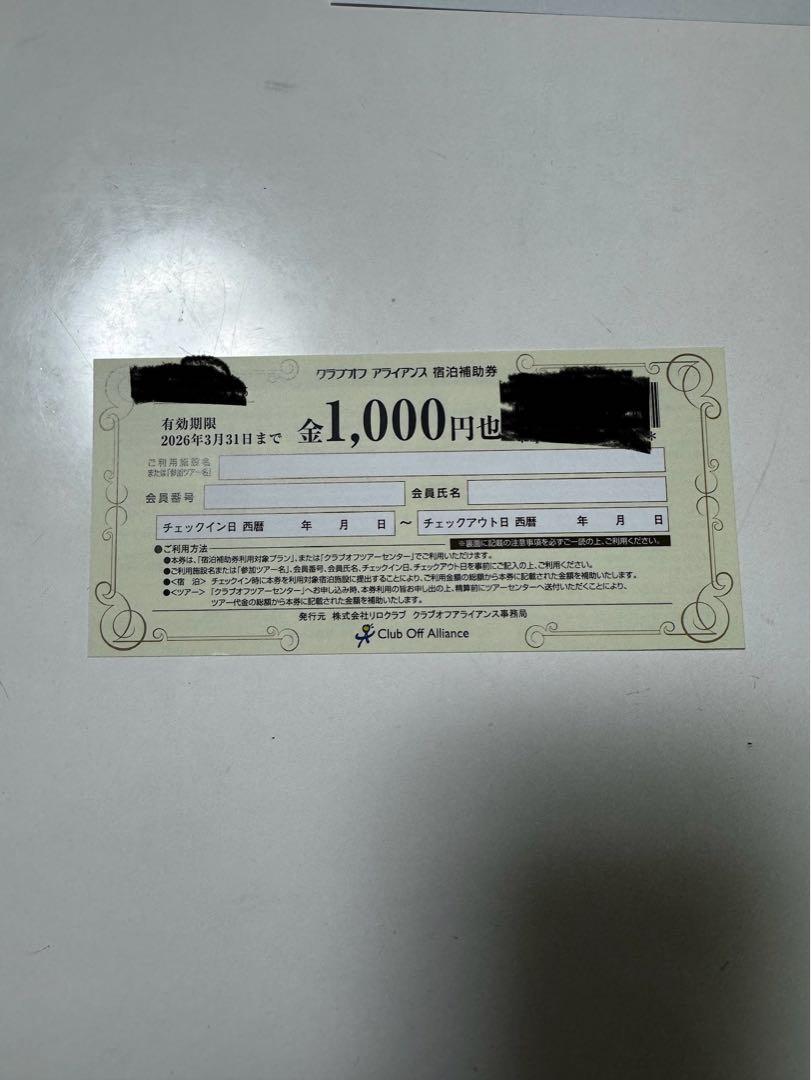 クラブオフ アライアンス 宿泊補助券
有効期限
2026年3月31日まで
金1,000円也
ご利用施設名
または「参加ツアー名」
会員番号
会員氏名
チェックイン日 西暦 年 月 日 ～ チェックアウト日 西暦 年 月 日
※裏面に記載の注意事項を必ずご一読の上、ご利用ください。
●ご利用方法
●本券は、「宿泊補助券利用対象プラン」、または「クラブオフツアーセンター」でご利用いただけます。
●ご利用施設名または「参加ツアー名」、会員番号、会員氏名、チェックイン日、チェックアウト日を事前にご記入の上、ご利用ください。
●＜宿 泊＞ チェックイン時に本券を利用対象宿泊施設に提出することにより、ご利用金額の総額から本券に記載された金額を補助いたします。
●＜ツアー＞ 「クラブオフツアーセンター」へお申し込み時、本券利用の旨お申し出の上、精算前にツアーセンターへ送付いただくことにより、
ツアー代金の総額から本券に記載された金額を補助いたします。
発行元 株式会社リロクラブ クラブオフアライアンス事務局
Club Off Alliance